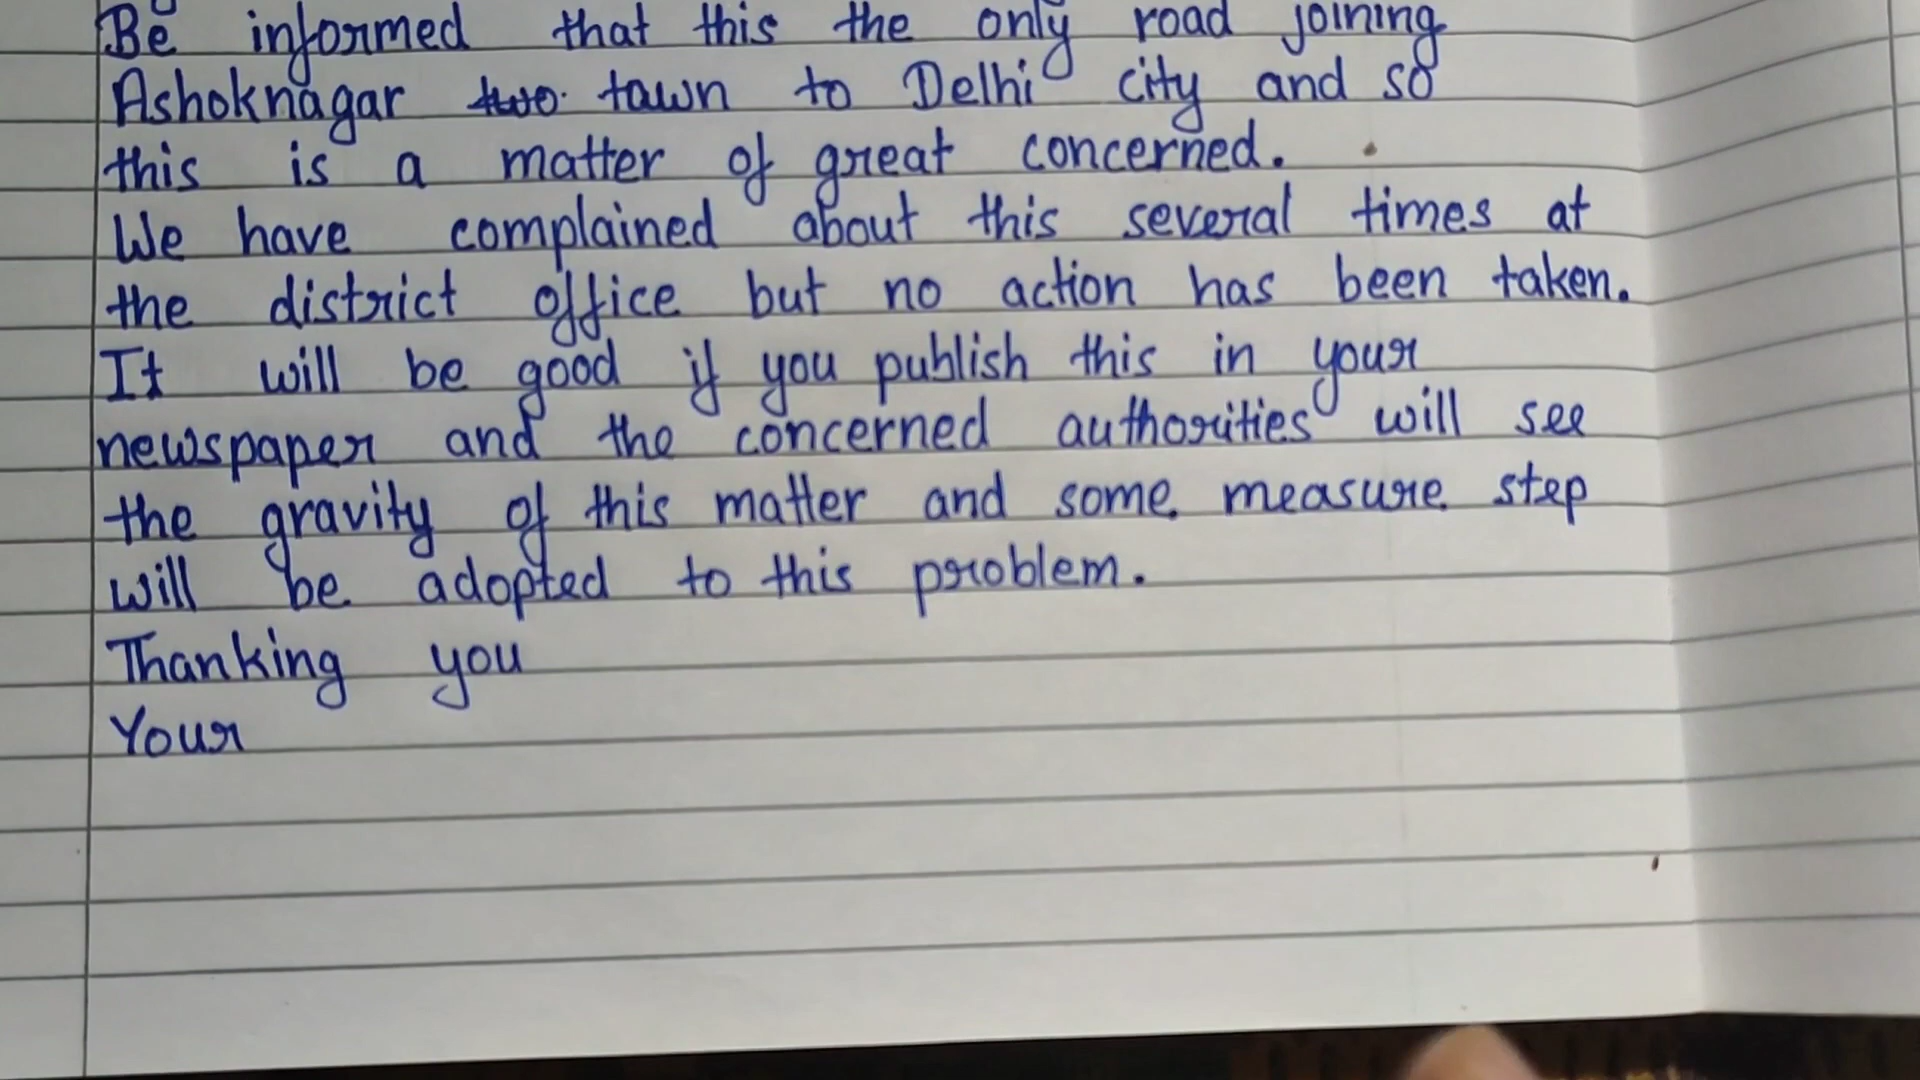 Be informed that this the only road joining
Ashoknagar two. tawn to Delhi city and so
this is a matter of great concerned.
We have complained about this several times at
the district office but no action has been taken.
It will be good if you publish this in your
newspaper and the concerned authorities will see
the gravity of this matter and some measure step
will be adopted to this problem.
Thanking you
Your